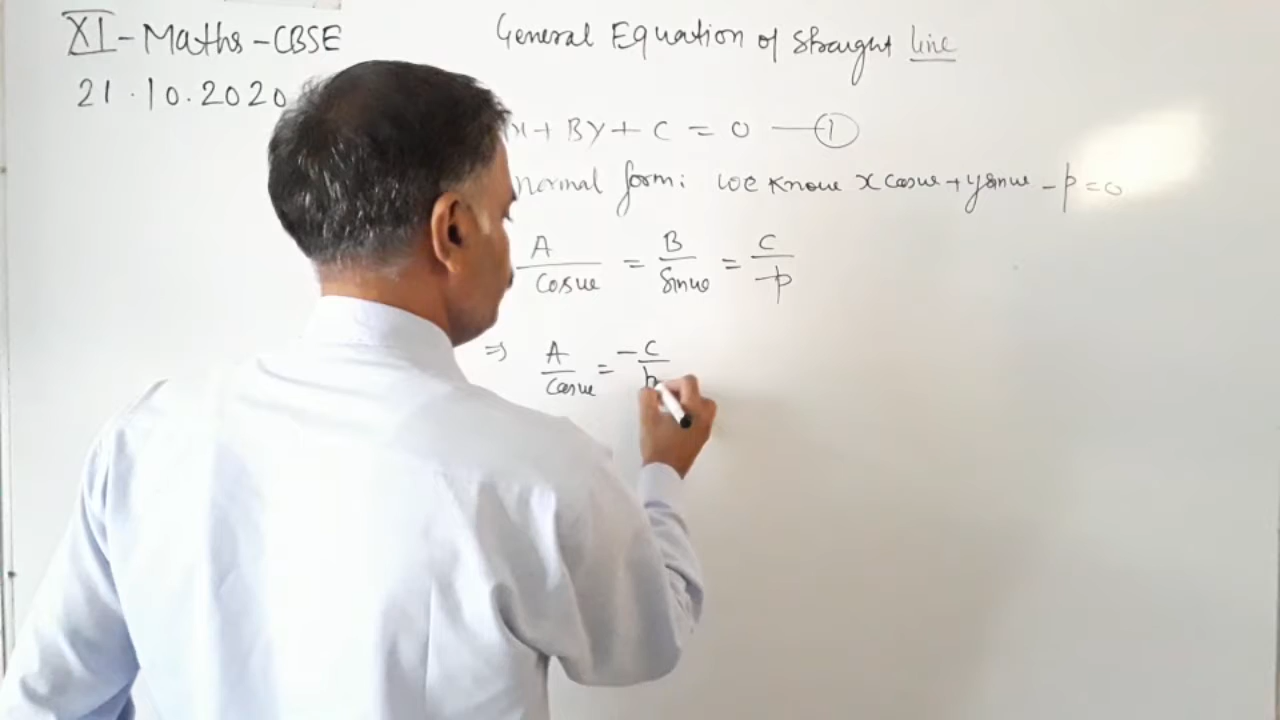 XI - Maths - CBSE
21.10.2020
General Equation of Straight line
x + By + C = 0 — ①
normal form: we know x cosω + y sinω - p = 0
A/cosω = B/sinω = C/-p
⇒ A/cosω = -C/p